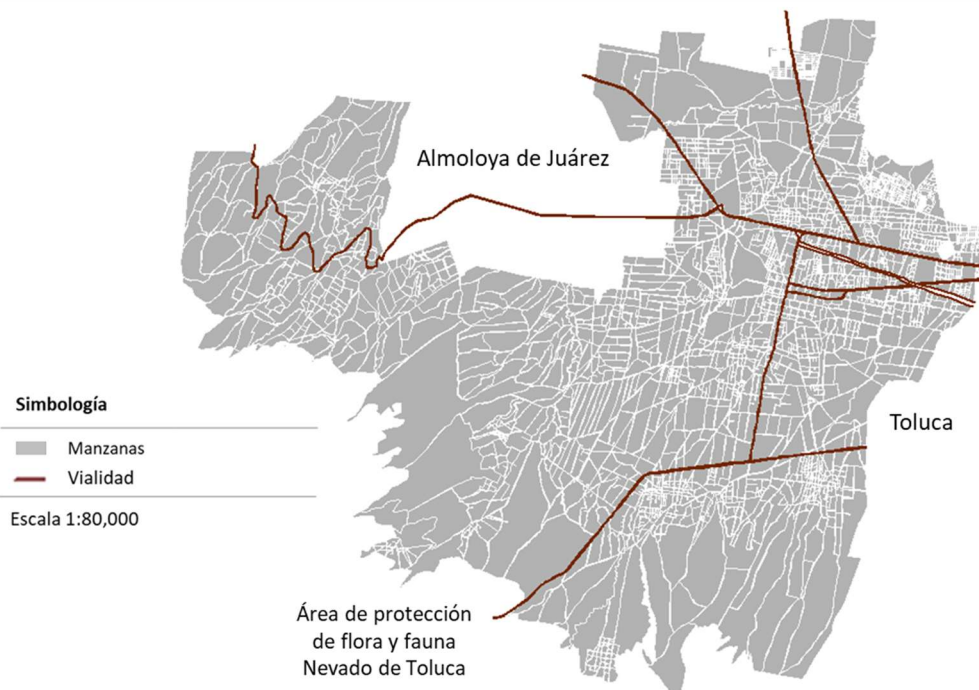 Almoloya de Juárez
Toluca
Simbología
Manzanas
Vialidad
Escala 1:80,000
Área de protección
de flora y fauna
Nevado de Toluca